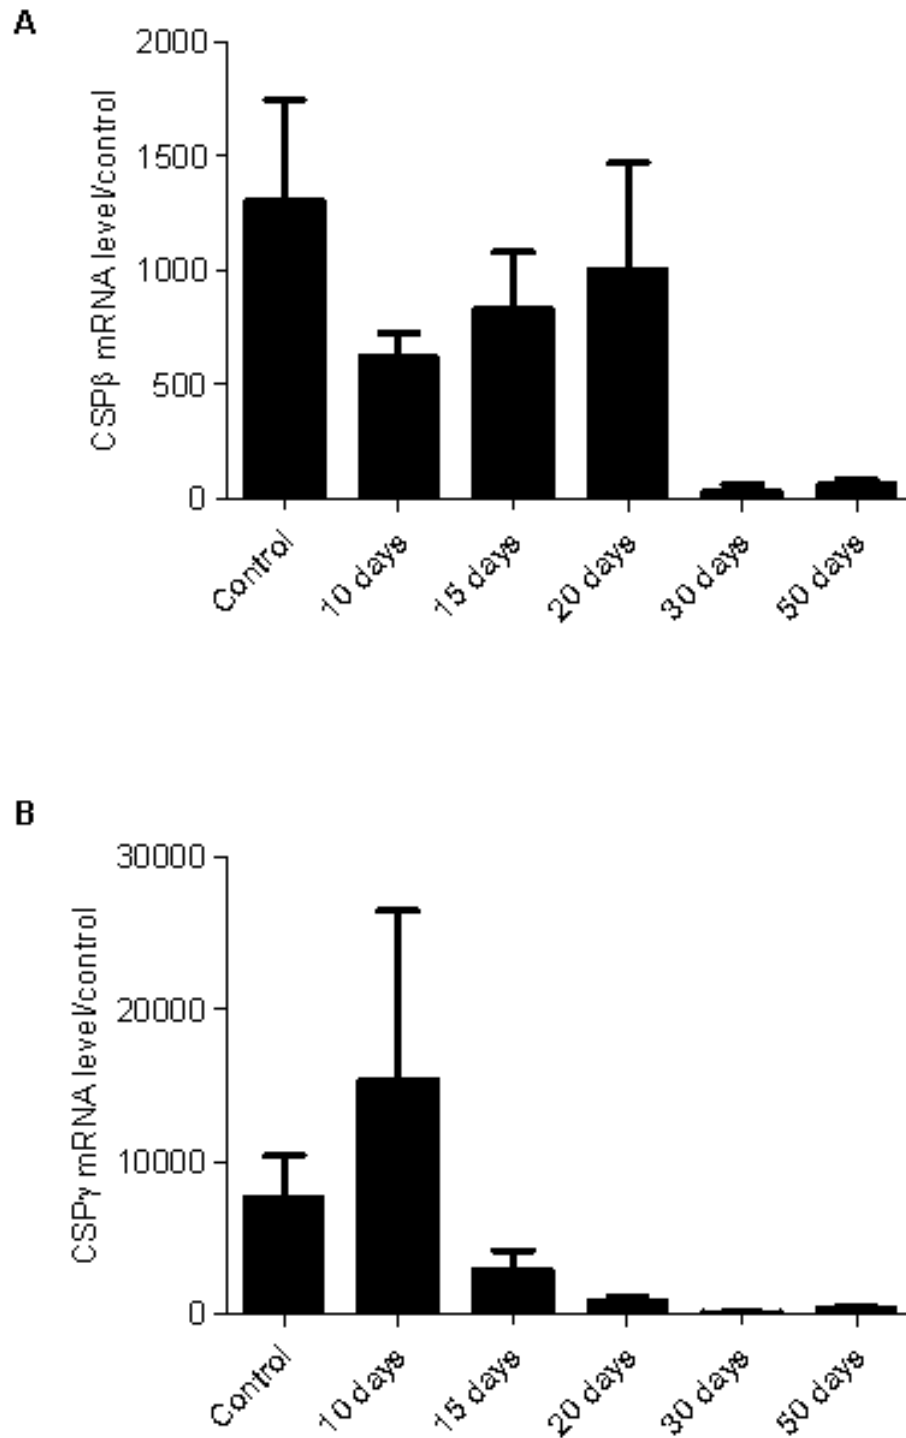 A
CSPβ mRNA level/control
2000
1500
1000
500
0
Control
10 days
15 days
20 days
30 days
50 days
B
CSPγ mRNA level/control
30000
20000
10000
0
Control
10 days
15 days
20 days
30 days
50 days